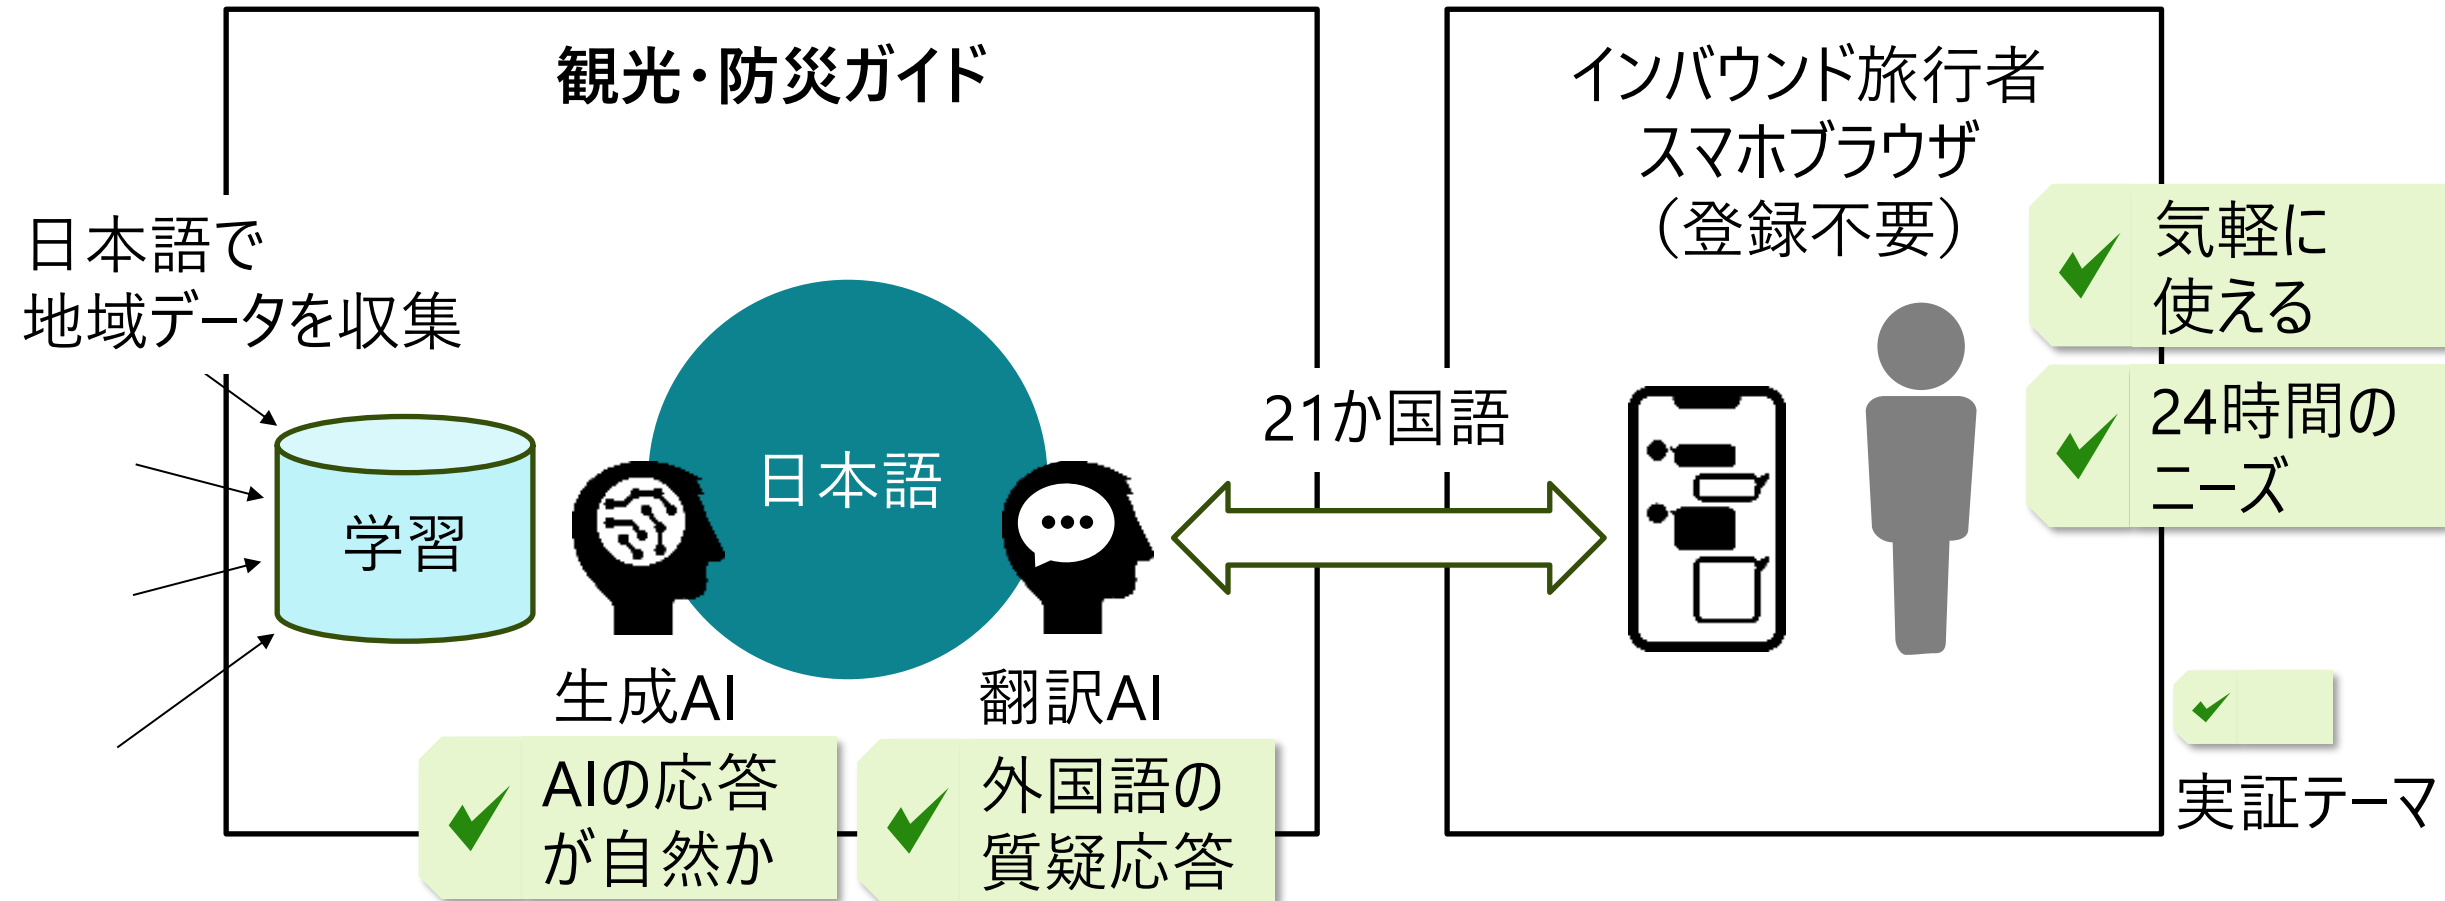 観光・防災ガイド
日本語で
地域データを収集
学習
日本語
生成AI
翻訳AI
AIの応答
が自然か
外国語の
質疑応答
21か国語
インバウンド旅行者
スマホブラウザ
（登録不要）
気軽に
使える
24時間の
ニーズ
実証テーマ